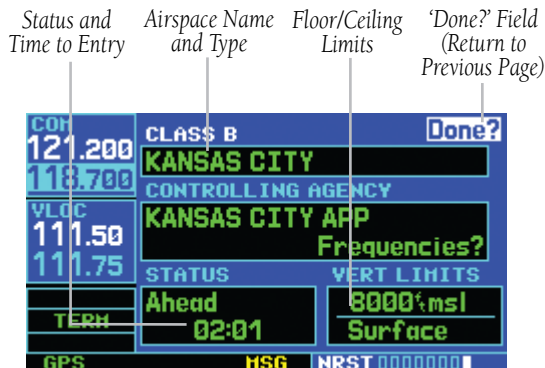 Status and
Time to Entry
Airspace Name
and Type
Floor/Ceiling
Limits
‘Done?’ Field
(Return to
Previous Page)
COM
121.200
118.700
VLOC
111.50
111.75
TERM
GPS
CLASS B
Done?
KANSAS CITY
CONTROLLING AGENCY
KANSAS CITY APP
Frequencies?
STATUS
Ahead
02:01
VERT LIMITS
8000ft msl
Surface
MSG
NRST